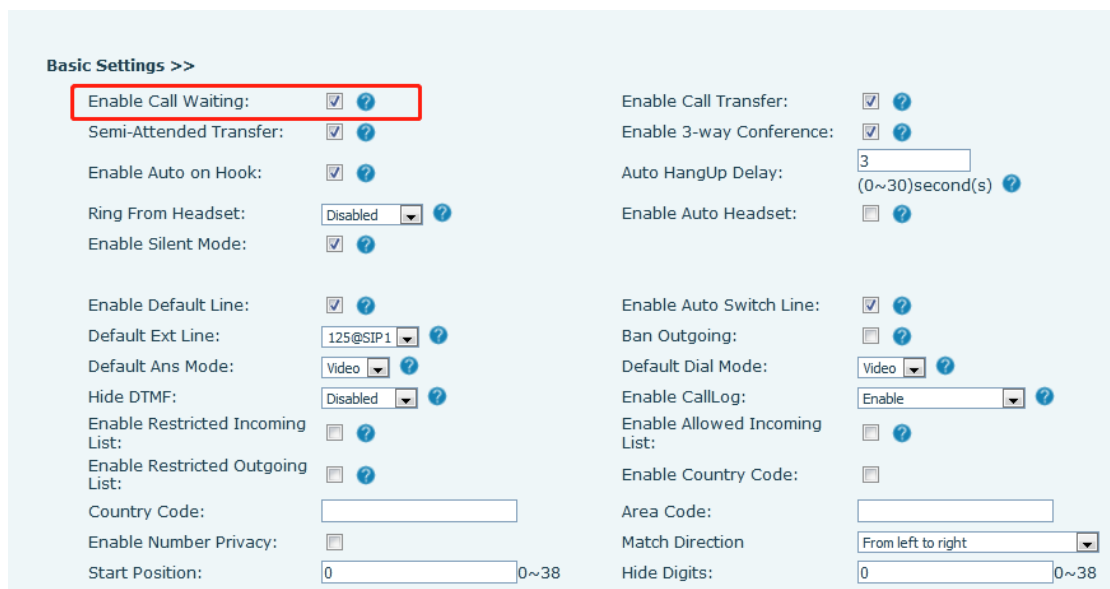 Basic Settings >>
Enable Call Waiting: ? Enable Call Transfer: ?
Semi-Attended Transfer: ? Enable 3-way Conference: ?
Enable Auto on Hook: ? Auto HangUp Delay: 3
(0~30)second(s) ?
Ring From Headset: Disabled ? Enable Auto Headset: ?
Enable Silent Mode: ?
Enable Default Line: ? Enable Auto Switch Line: ?
Default Ext Line: 125@SIP1 ? Ban Outgoing: ?
Default Ans Mode: Video ? Default Dial Mode: Video ?
Hide DTMF: Disabled ? Enable CallLog: Enable ?
Enable Restricted Incoming
List: ? Enable Allowed Incoming
List: ?
Enable Restricted Outgoing
List: ? Enable Country Code:
Country Code: Area Code:
Enable Number Privacy: Match Direction From left to right
Start Position: 0 0~38 Hide Digits: 0 0~38